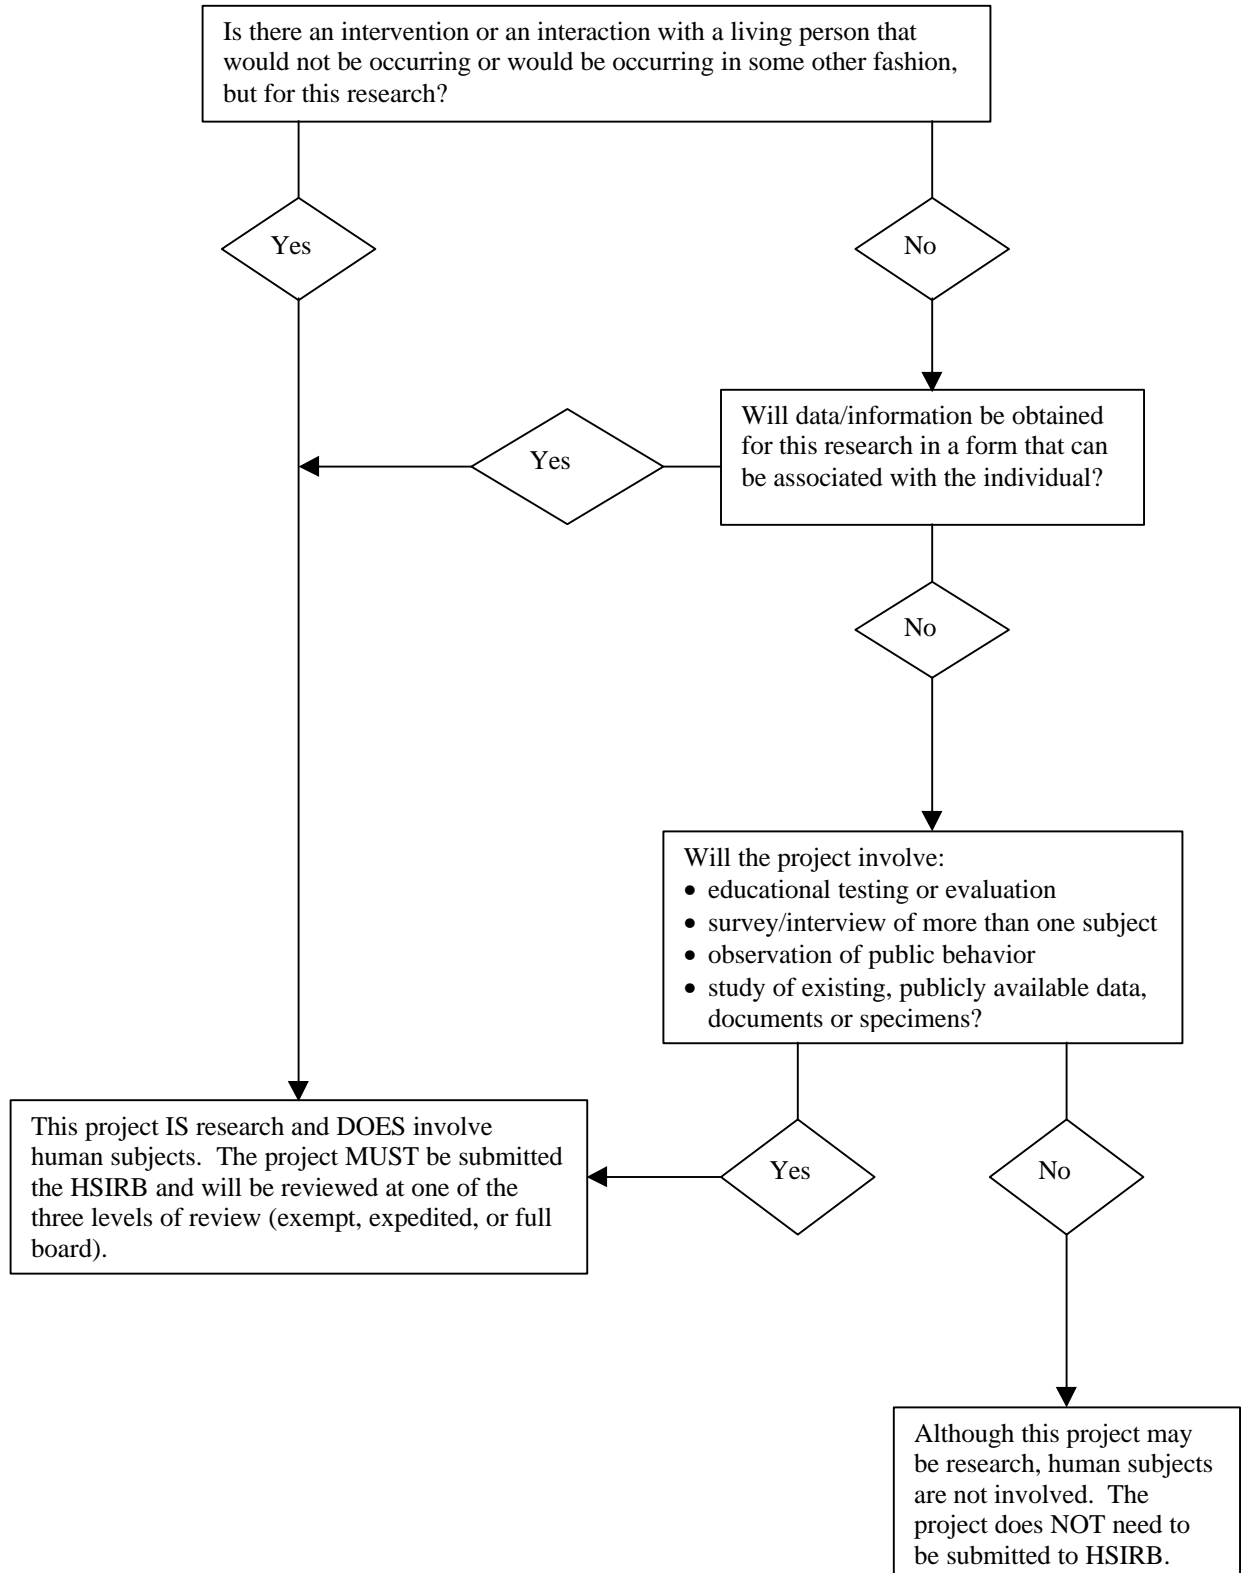 Is there an intervention or an interaction with a living person that
would not be occurring or would be occurring in some other fashion,
but for this research?
Yes
No
Will data/information be obtained
for this research in a form that can
be associated with the individual?
Yes
No
Will the project involve:
• educational testing or evaluation
• survey/interview of more than one subject
• observation of public behavior
• study of existing, publicly available data,
documents or specimens?
This project IS research and DOES involve
human subjects.  The project MUST be submitted
the HSIRB and will be reviewed at one of the
three levels of review (exempt, expedited, or full
board).
Yes
No
Although this project may
be research, human subjects
are not involved.  The
project does NOT need to
be submitted to HSIRB.